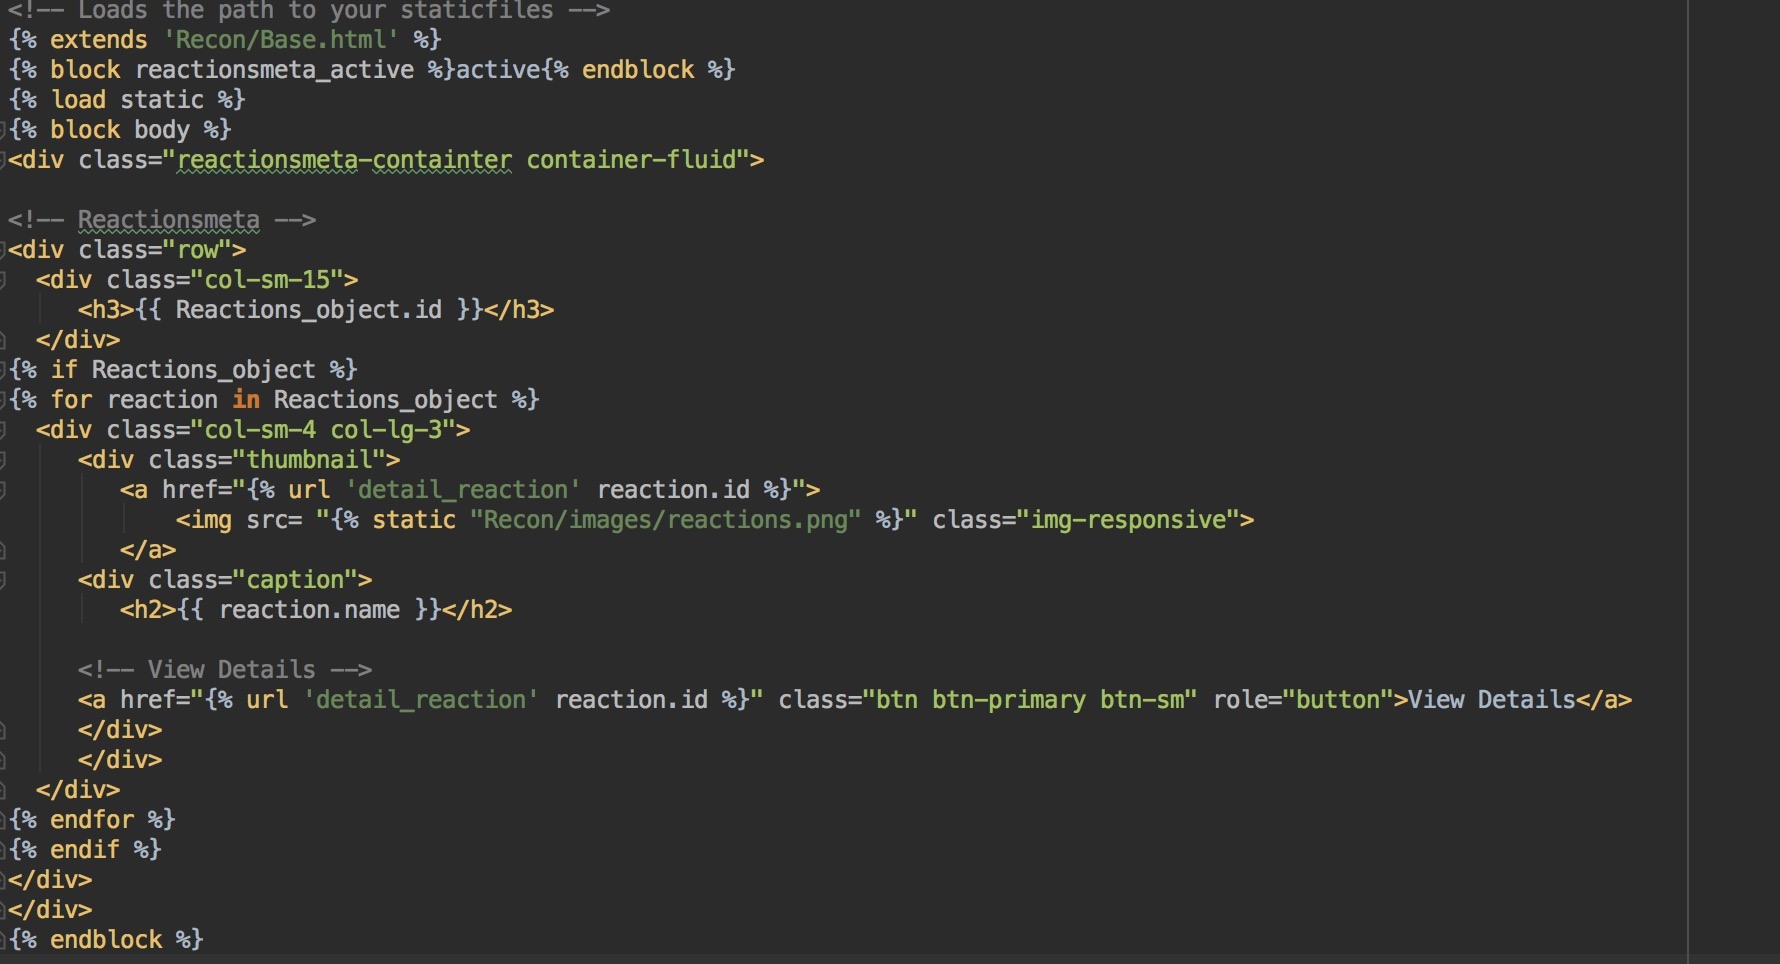 <!-- Loads the path to your staticfiles -->
{% extends 'Recon/Base.html' %}
{% block reactionsmeta_active %}active{% endblock %}
{% load static %}
{% block body %}
<div class="reactionsmeta-containter container-fluid">
<!-- Reactionsmeta -->
<div class="row">
<div class="col-sm-15">
<h3>{{ Reactions_object.id }}</h3>
</div>
{% if Reactions_object %}
{% for reaction in Reactions_object %}
<div class="col-sm-4 col-lg-3">
<div class="thumbnail">
<a href="{% url 'detail_reaction' reaction.id %}">
<img src= "{% static "Recon/images/reactions.png" %}" class="img-responsive">
</a>
<div class="caption">
<h2>{{ reaction.name }}</h2>
<!-- View Details -->
<a href="{% url 'detail_reaction' reaction.id %}" class="btn btn-primary btn-sm" role="button">View Details</a>
</div>
</div>
</div>
{% endfor %}
{% endif %}
</div>
</div>
{% endblock %}